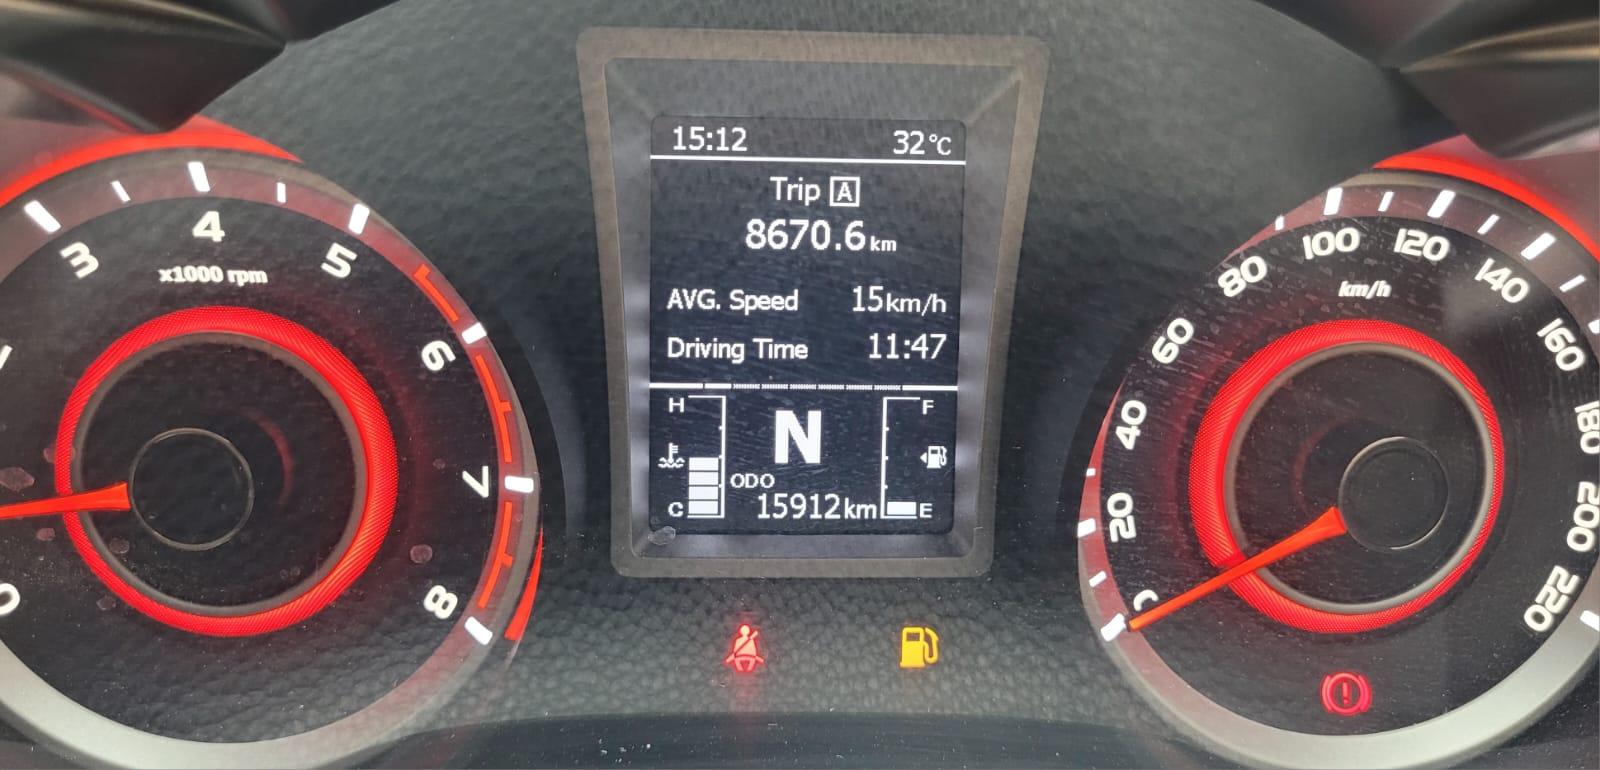 0
3
4
5
6
7
8
x1000 rpm
15:12 32°C
Trip A
8670.6 km
AVG. Speed 15km/h
Driving Time 11:47
H F
N
ODO
C 15912km E
20
40
60
80
100
120
140
160
180
200
220
km/h